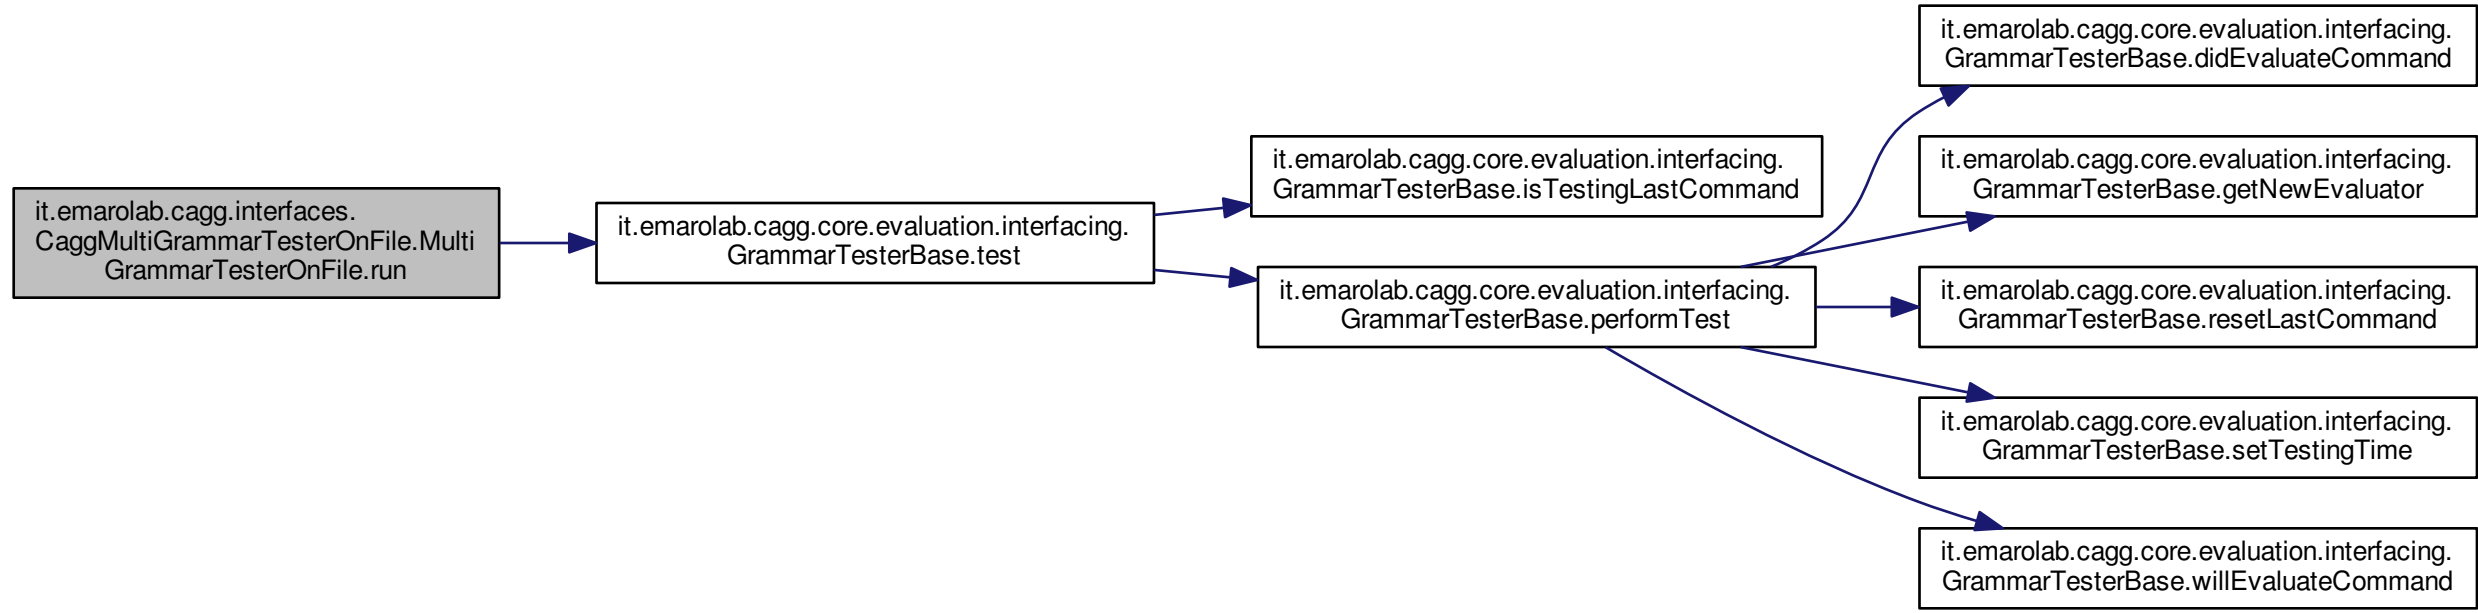 it.emarolab.cagg.interfaces.
CaggMultiGrammarTesterOnFile.Multi
GrammarTesterOnFile.run
it.emarolab.cagg.core.evaluation.interfacing.
GrammarTesterBase.test
it.emarolab.cagg.core.evaluation.interfacing.
GrammarTesterBase.isTestingLastCommand
it.emarolab.cagg.core.evaluation.interfacing.
GrammarTesterBase.performTest
it.emarolab.cagg.core.evaluation.interfacing.
GrammarTesterBase.didEvaluateCommand
it.emarolab.cagg.core.evaluation.interfacing.
GrammarTesterBase.getNewEvaluator
it.emarolab.cagg.core.evaluation.interfacing.
GrammarTesterBase.resetLastCommand
it.emarolab.cagg.core.evaluation.interfacing.
GrammarTesterBase.setTestingTime
it.emarolab.cagg.core.evaluation.interfacing.
GrammarTesterBase.willEvaluateCommand